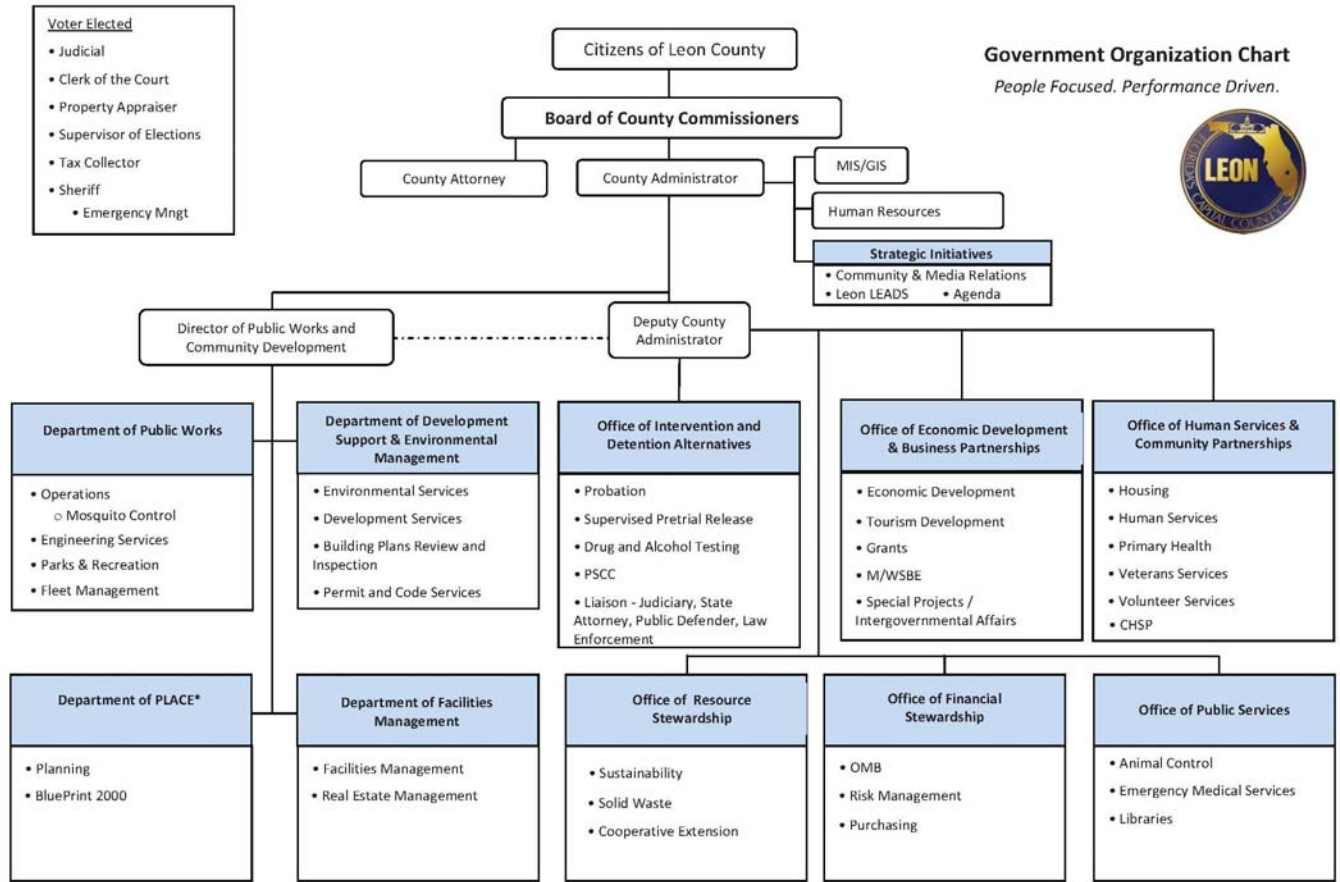 Voter Elected
• Judicial
• Clerk of the Court
• Property Appraiser
• Supervisor of Elections
• Tax Collector
• Sheriff
• Emergency Mngt
Citizens of Leon County
Government Organization Chart
People Focused. Performance Driven.
LEON
CAPITAL COUNTY
Board of County Commissioners
County Attorney
County Administrator
MIS/GIS
Human Resources
Strategic Initiatives
• Community & Media Relations
• Leon LEADS • Agenda
Director of Public Works and
Community Development
Deputy County
Administrator
Department of Public Works
• Operations
○ Mosquito Control
• Engineering Services
• Parks & Recreation
• Fleet Management
Department of Development
Support & Environmental
Management
• Environmental Services
• Development Services
• Building Plans Review and
Inspection
• Permit and Code Services
Office of Intervention and
Detention Alternatives
• Probation
• Supervised Pretrial Release
• Drug and Alcohol Testing
• PSCC
• Liaison - Judiciary, State
Attorney, Public Defender, Law
Enforcement
Office of Economic Development
& Business Partnerships
• Economic Development
• Tourism Development
• Grants
• M/WSBE
• Special Projects /
Intergovernmental Affairs
Office of Human Services &
Community Partnerships
• Housing
• Human Services
• Primary Health
• Veterans Services
• Volunteer Services
• CHSP
Department of PLACE*
• Planning
• BluePrint 2000
Department of Facilities
Management
• Facilities Management
• Real Estate Management
Office of Resource
Stewardship
• Sustainability
• Solid Waste
• Cooperative Extension
Office of Financial
Stewardship
• OMB
• Risk Management
• Purchasing
Office of Public Services
• Animal Control
• Emergency Medical Services
• Libraries